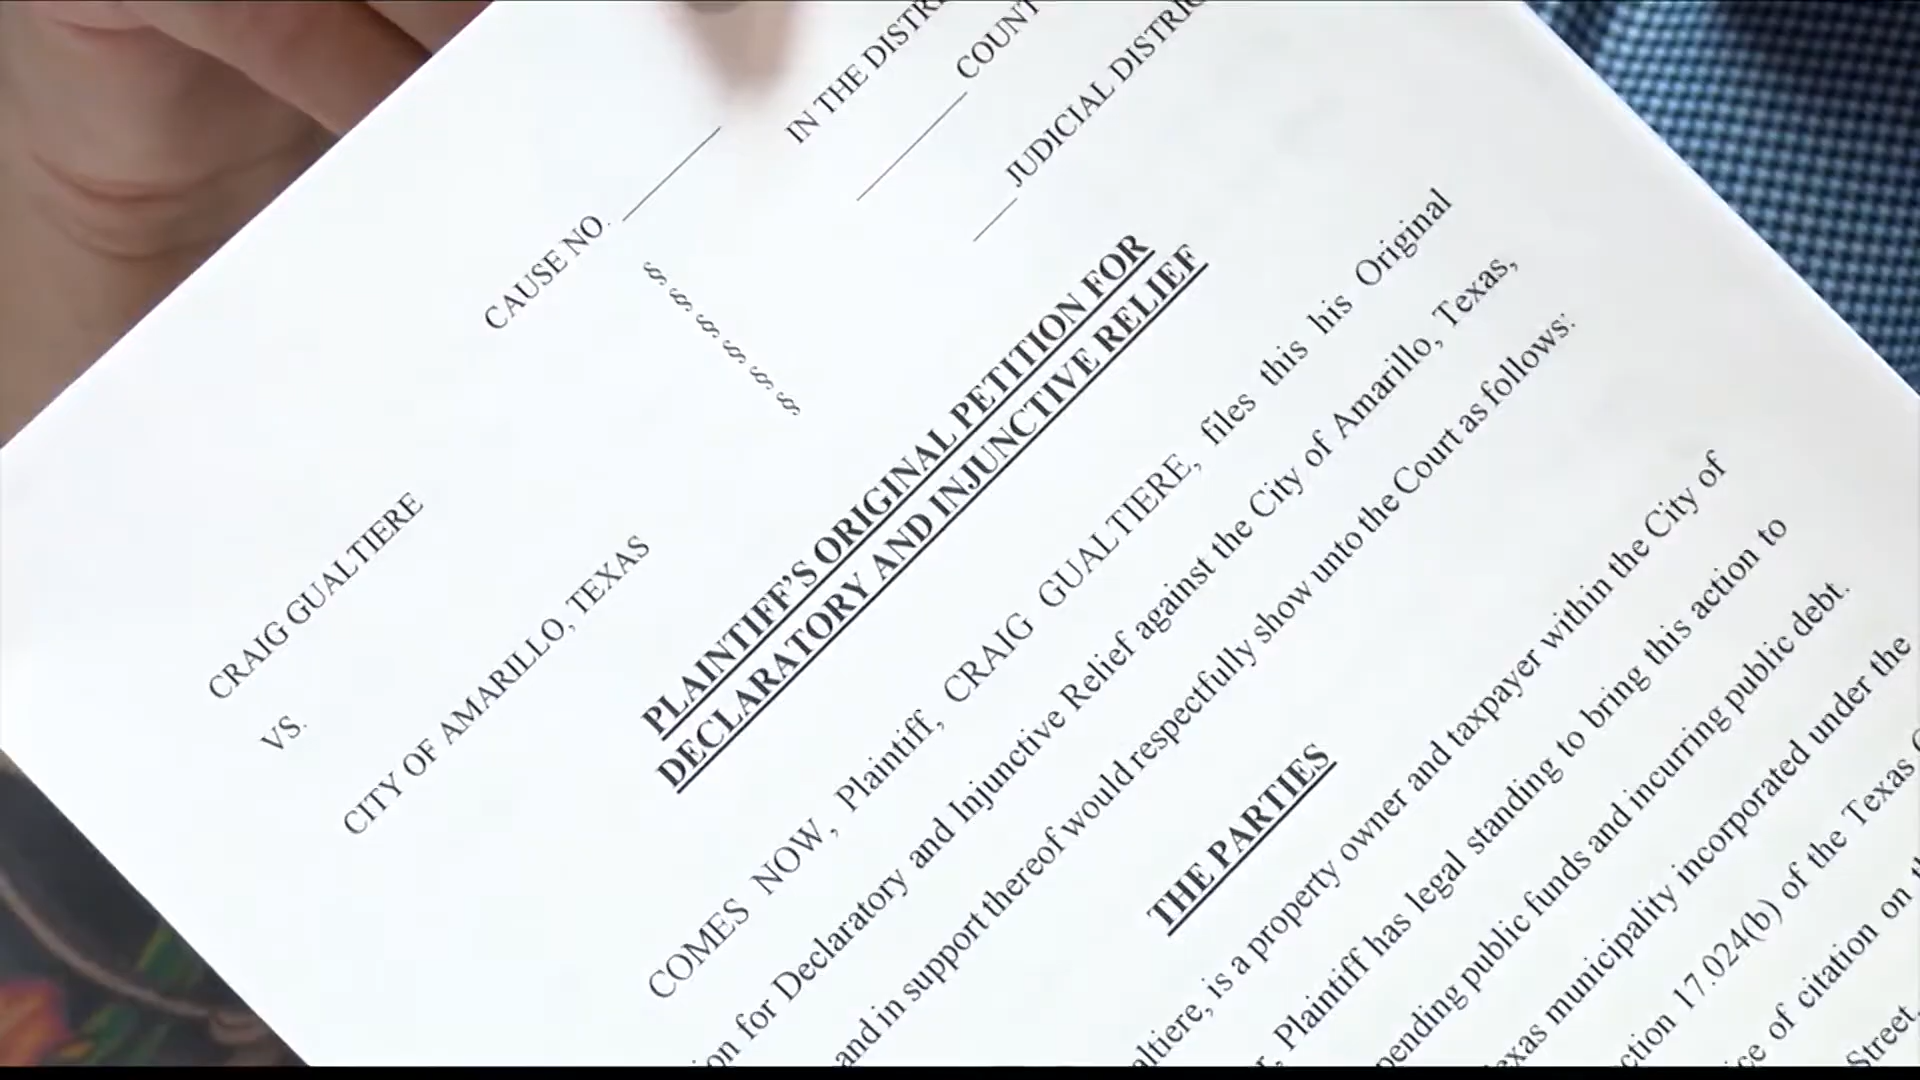 CAUSE NO.
CRAIG GUALTIERE
VS.
CITY OF AMARILLO, TEXAS
§
§
§
§
§
§
IN THE
COUNTY
JUDICIAL
PLAINTIFF'S ORIGINAL PETITION FOR
DECLARATORY AND INJUNCTIVE RELIEF
COMES NOW, Plaintiff, CRAIG GUALTIERE, files this his Original
for Declaratory and Injunctive Relief against the City of Amarillo, Texas,
and in support thereof would respectfully show unto the Court as follows:
THE PARTIES
is a property owner and taxpayer within the City of
Plaintiff has legal standing to bring this action to
public funds and incurring public debt.
municipality incorporated under the
17.024(b) of the Texas
of citation on
Street,